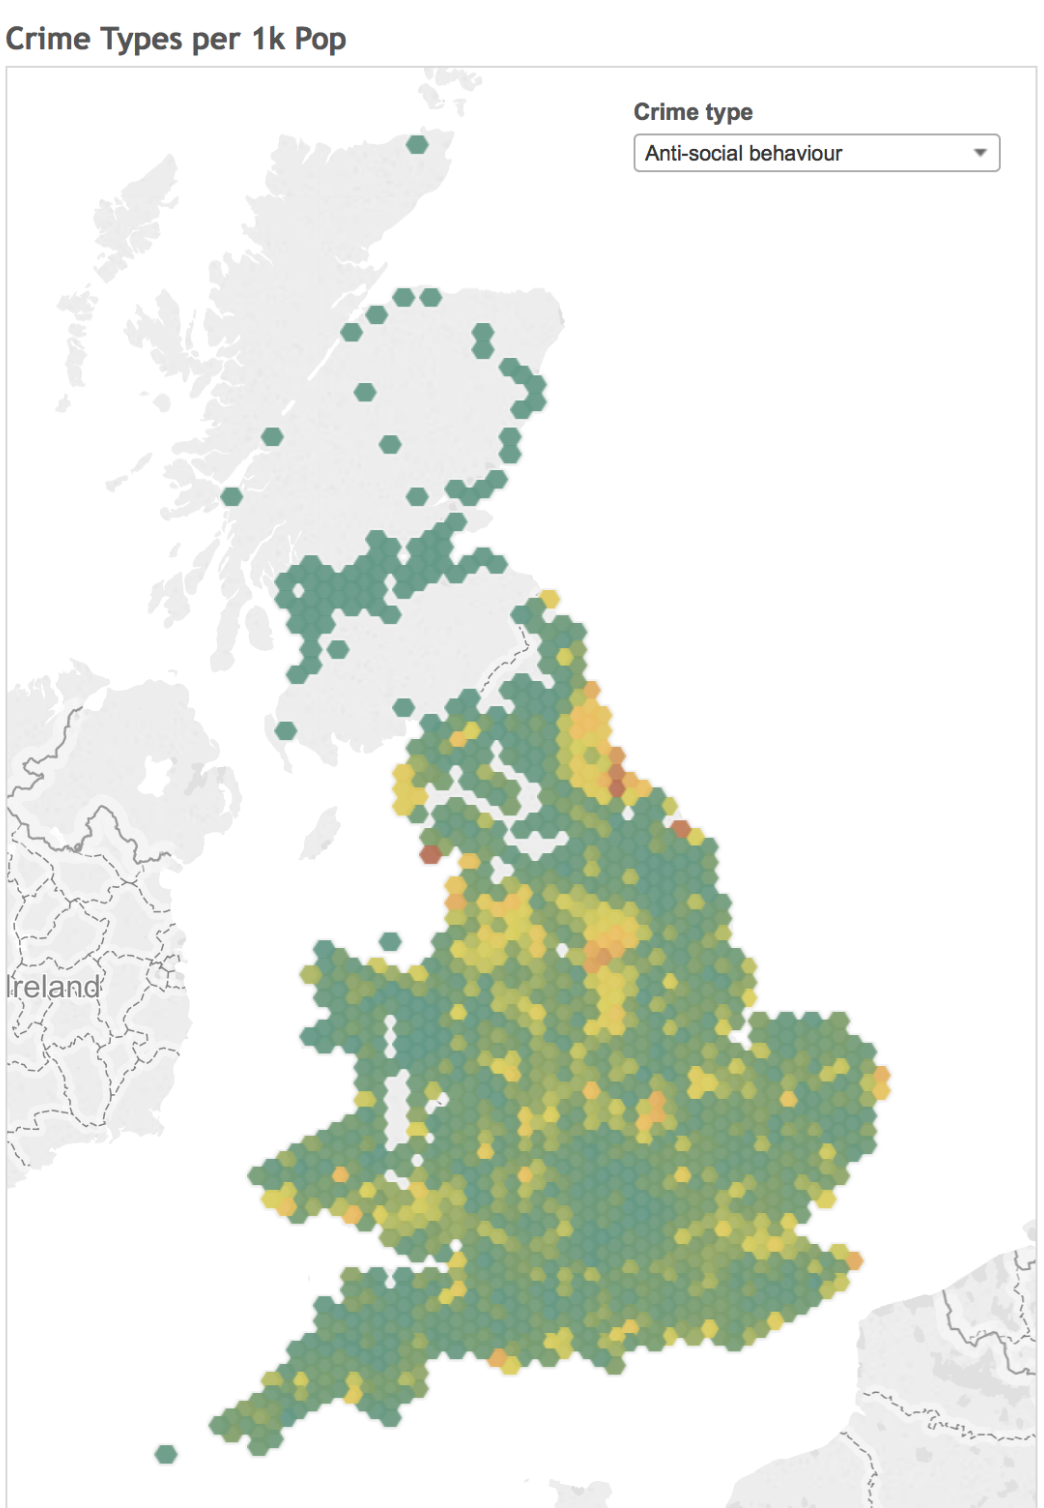 Crime Types per 1k Pop
Crime type
Anti-social behaviour
Ireland